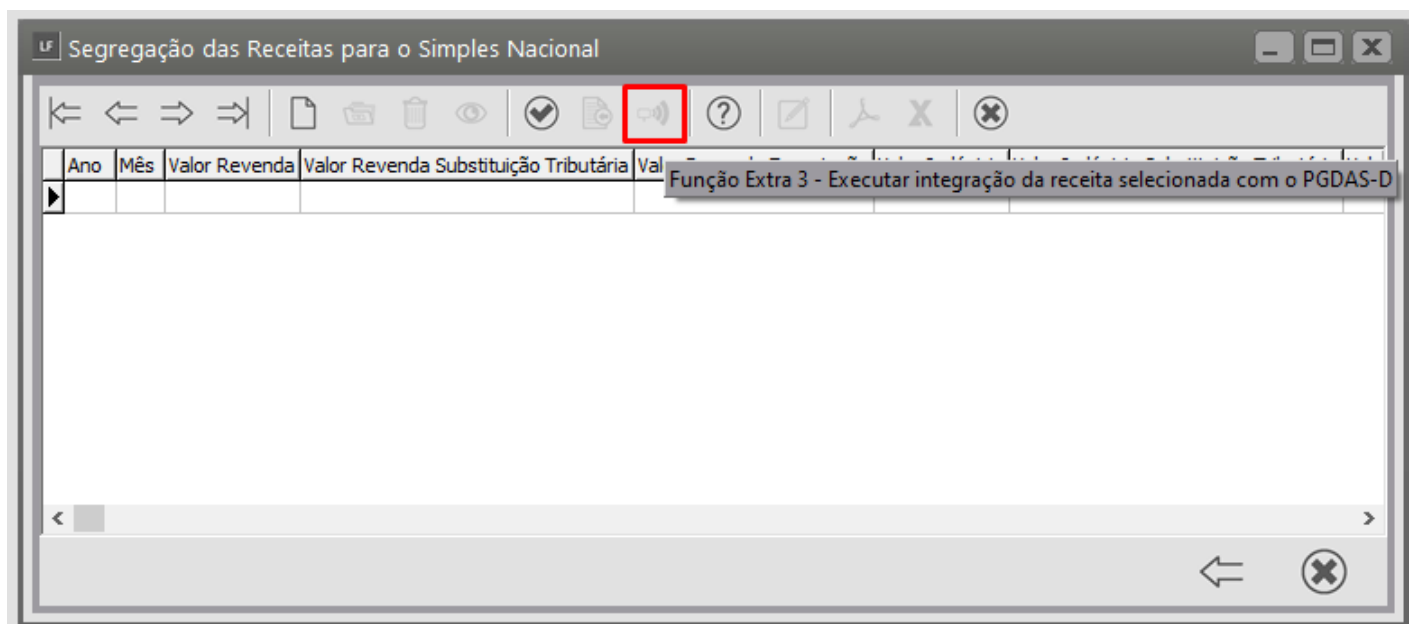 LF Segregação das Receitas para o Simples Nacional
Ano Mês Valor Revenda Valor Revenda Substituição Tributária
Função Extra 3 - Executar integração da receita selecionada com o PGDAS-D